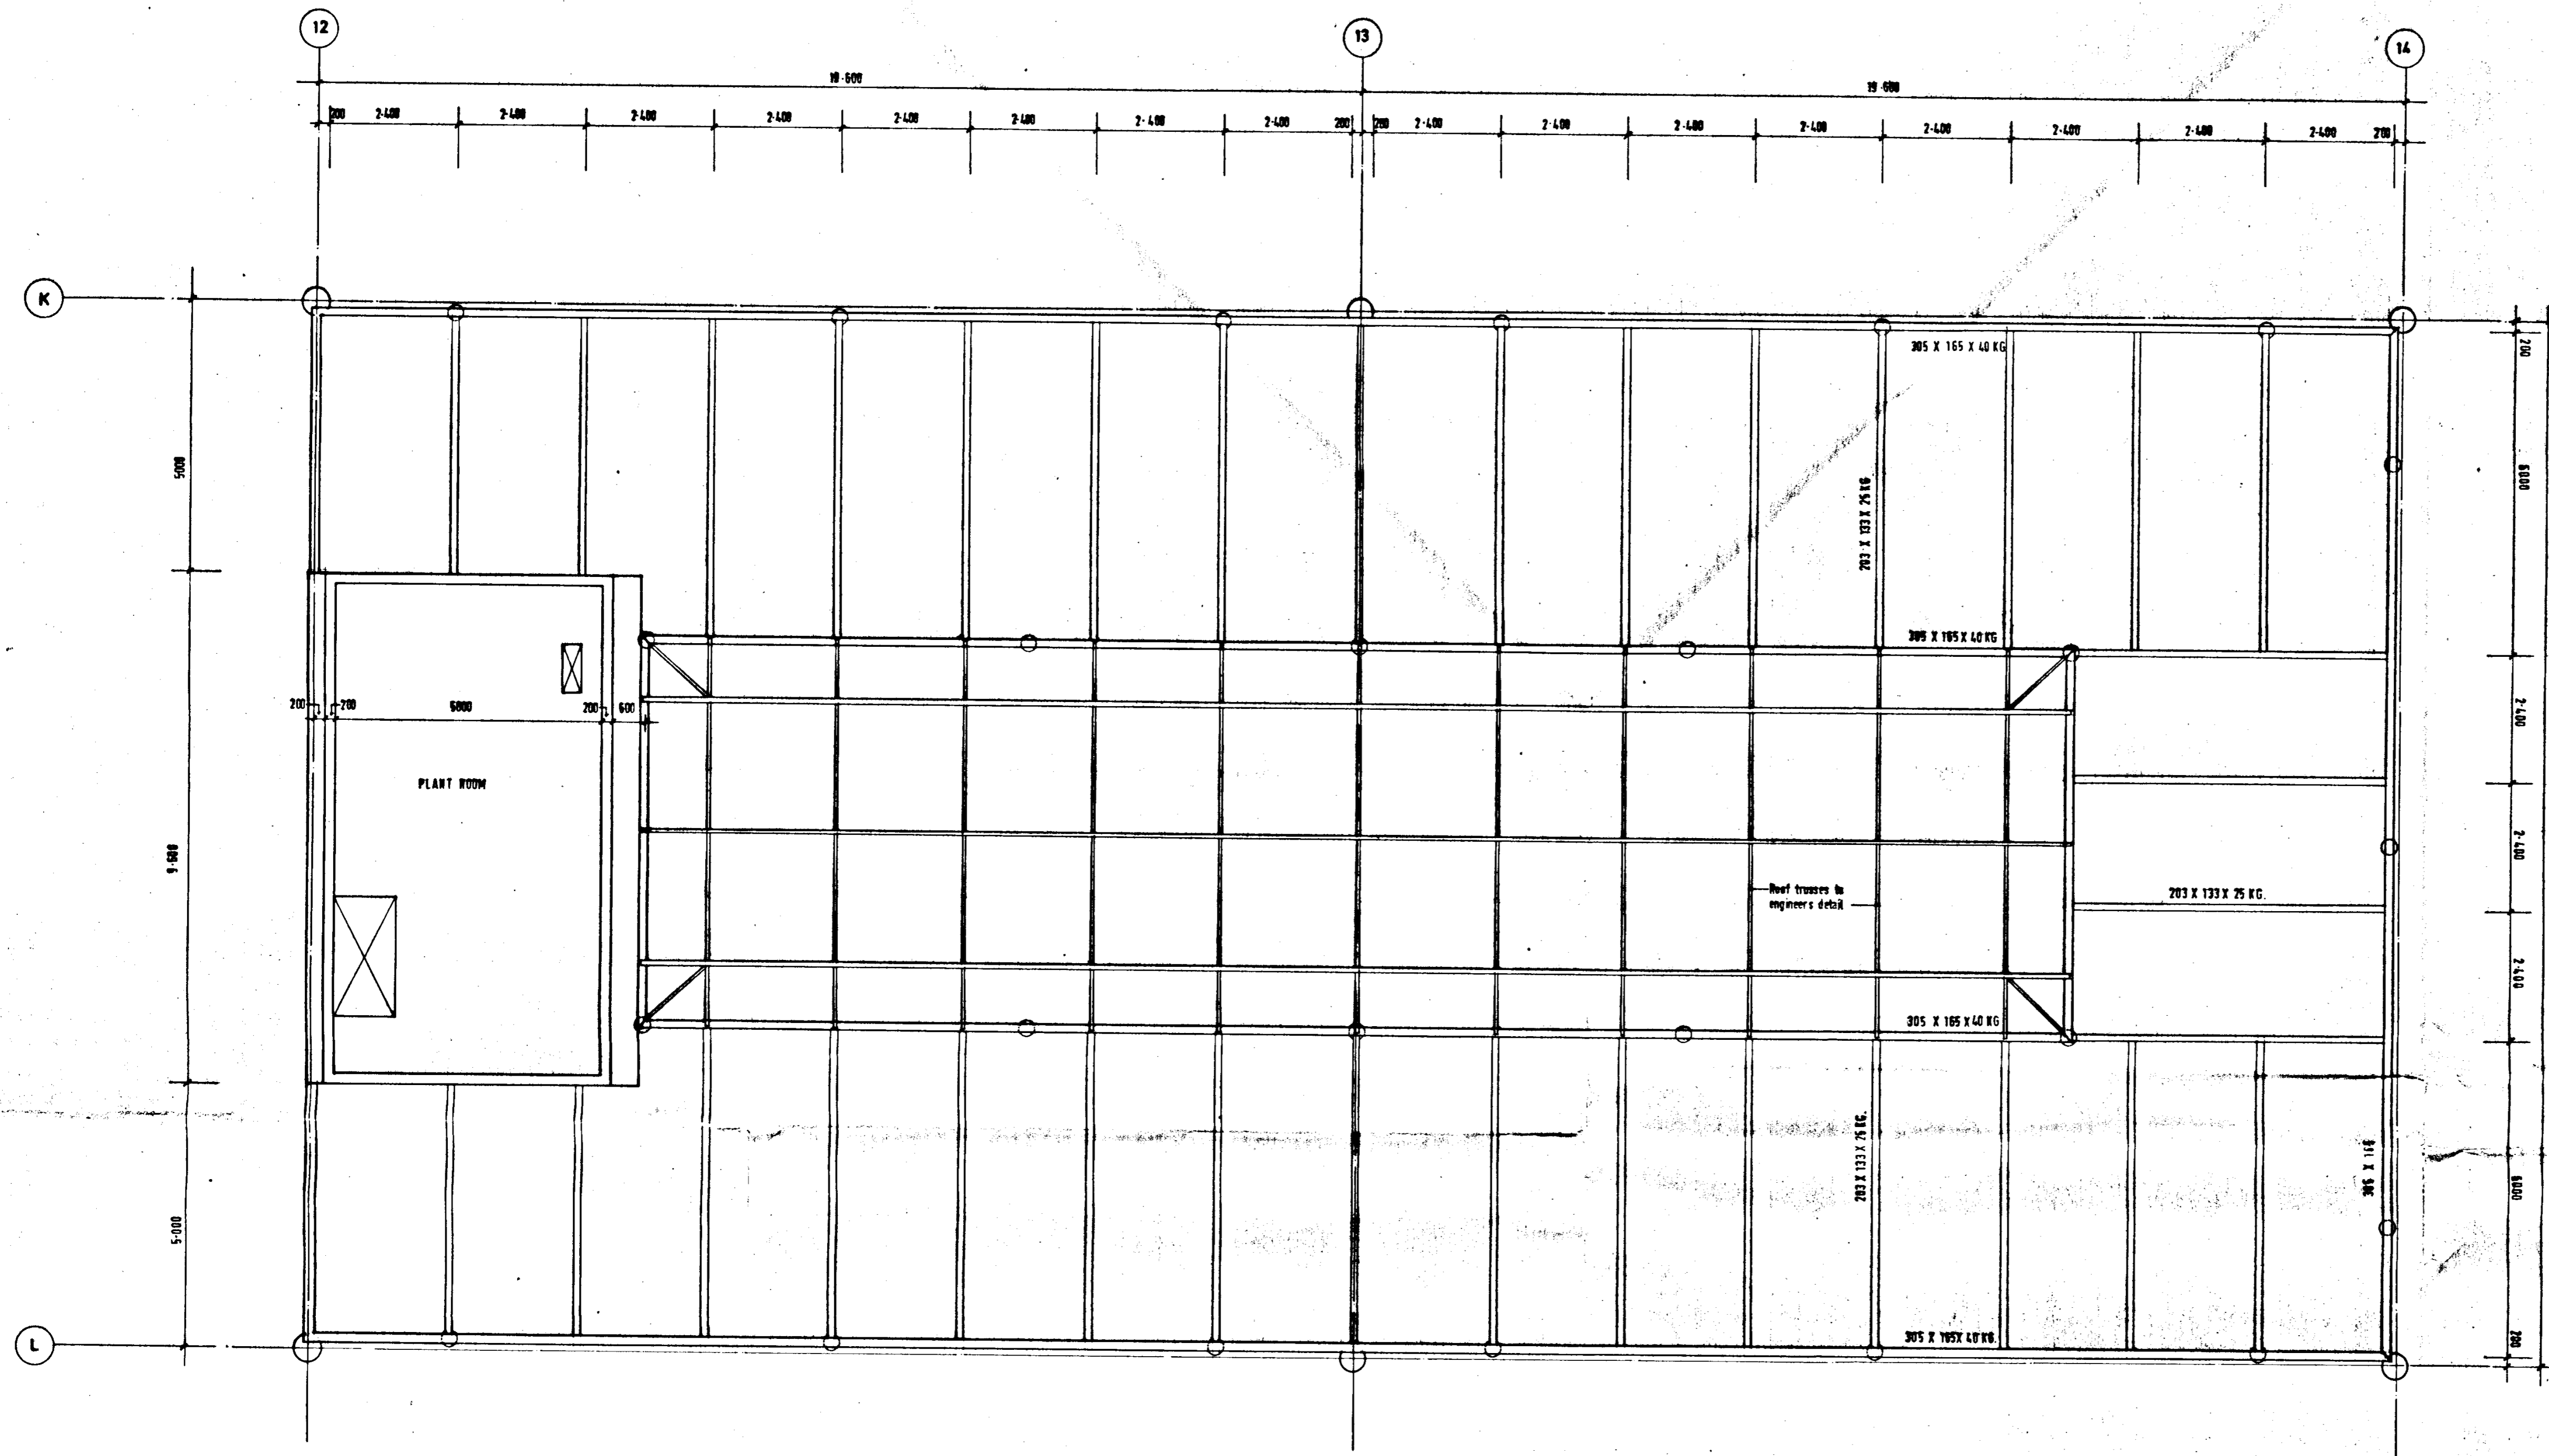 12
13
14
19·600
19·600
200 2·400 2·400 2·400 2·400 2·400 2·400 2·400 2·400 200 200 2·400 2·400 2·400 2·400 2·400 2·400 2·400 2·400 200
K
305 X 165 X 40 KG
200
5000
203 X 133 X 25 KG
6000
305 X 165 X 40 KG
200 200 5000 200 600
2·400
PLANT ROOM
9·600
2·400
Roof trusses to
engineers detail
203 X 133 X 25 KG.
2·400
305 X 165 X 40 KG
203 X 133 X 25 KG.
6000
5·000
305 X 165 X 40 KG.
200
L